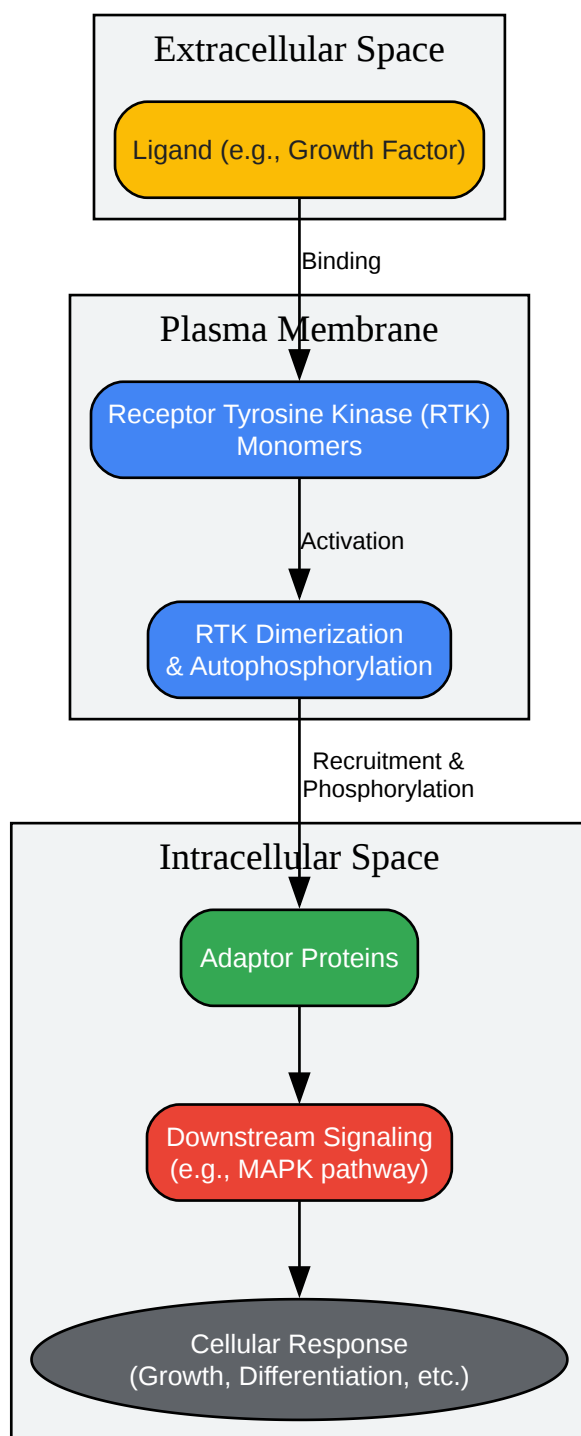 Extracellular Space
Ligand (e.g., Growth Factor)
Binding
Plasma Membrane
Receptor Tyrosine Kinase (RTK)
Monomers
Activation
RTK Dimerization
& Autophosphorylation
Recruitment &
Phosphorylation
Intracellular Space
Adaptor Proteins
Downstream Signaling
(e.g., MAPK pathway)
Cellular Response
(Growth, Differentiation, etc.)